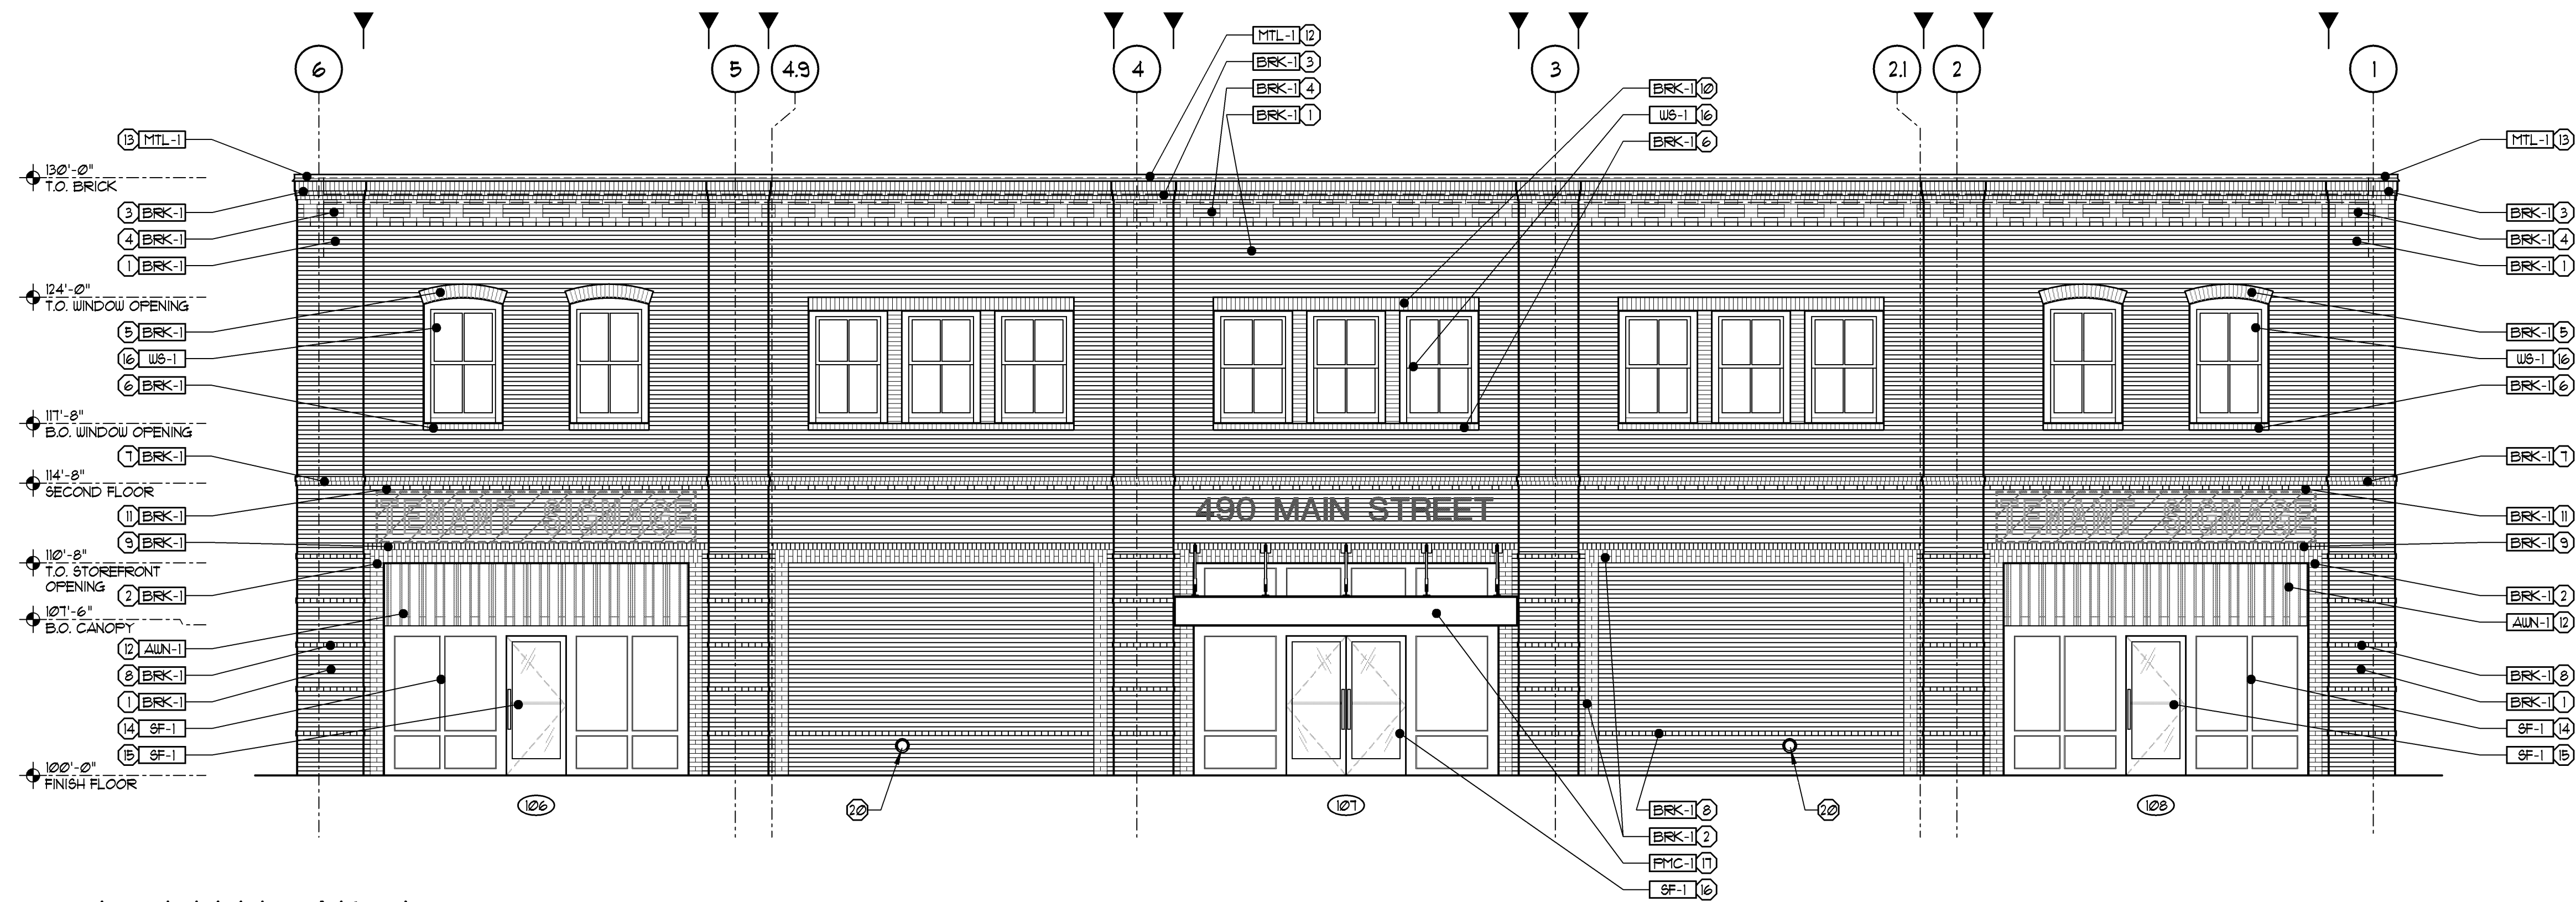 6
5
4.9
4
3
2.1
2
1
MTL-1 12
BRK-1 3
BRK-1 4
BRK-1 1
BRK-1 10
WS-1 16
BRK-1 6
13 MTL-1
130'-0"
T.O. BRICK
3 BRK-1
4 BRK-1
1 BRK-1
124'-0"
T.O. WINDOW OPENING
5 BRK-1
16 WS-1
6 BRK-1
117'-8"
B.O. WINDOW OPENING
7 BRK-1
114'-8"
SECOND FLOOR
11 BRK-1
9 BRK-1
110'-8"
T.O. STOREFRONT
OPENING
2 BRK-1
107'-6"
B.O. CANOPY
12 AWN-1
8 BRK-1
1 BRK-1
14 SF-1
15 SF-1
100'-0"
FINISH FLOOR
TENANT SIGNAGE
490 MAIN STREET
TENANT SIGNAGE
MTL-1 13
BRK-1 3
BRK-1 4
BRK-1 1
BRK-1 5
WS-1 16
BRK-1 6
BRK-1 7
BRK-1 11
BRK-1 9
BRK-1 2
AWN-1 12
BRK-1 8
BRK-1 1
SF-1 14
SF-1 15
106
20
107
20
108
BRK-1 8
BRK-1 2
PMC-1 17
SF-1 16